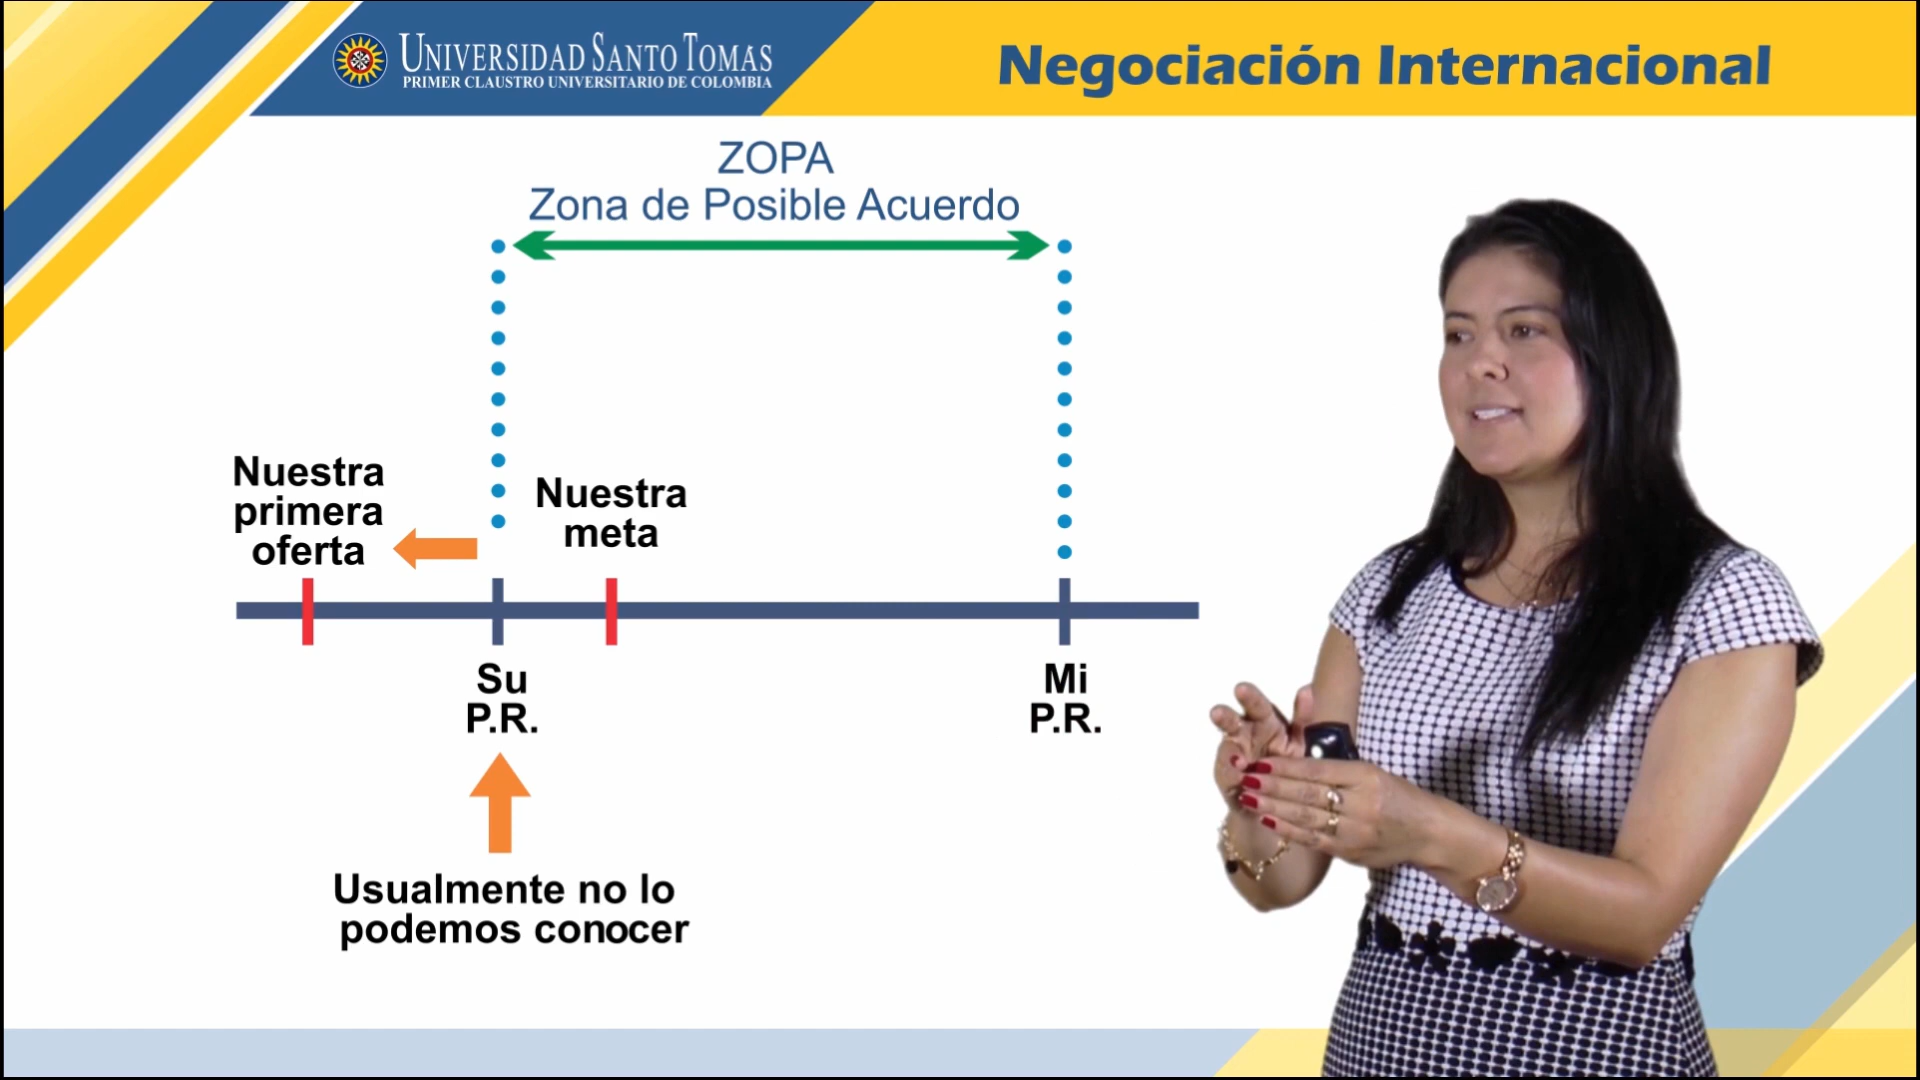 UNIVERSIDAD SANTO TOMAS
PRIMER CLAUSTRO UNIVERSITARIO DE COLOMBIA
Negociación Internacional
ZOPA
Zona de Posible Acuerdo
Nuestra
primera
oferta
Nuestra
meta
Su
P.R.
Mi
P.R.
Usualmente no lo
podemos conocer